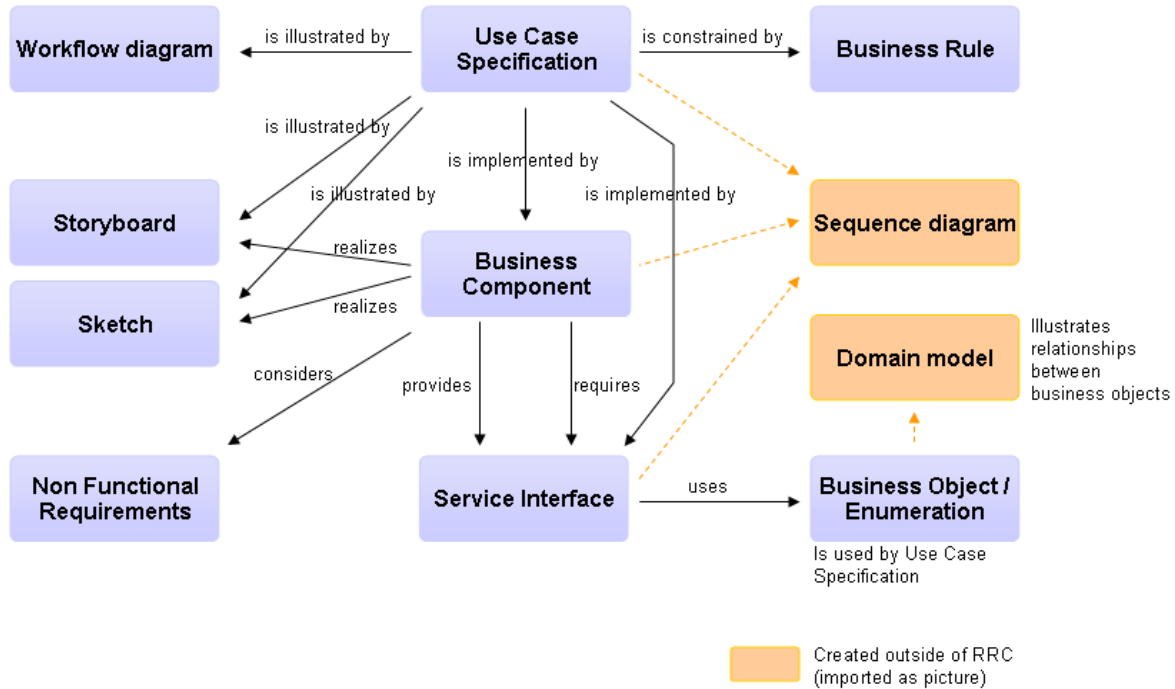 Workflow diagram
is illustrated by
Use Case
Specification
is constrained by
Business Rule
is illustrated by
is implemented by
is illustrated by
is implemented by
Storyboard
Sequence diagram
realizes
Business
Component
Sketch
realizes
Domain model
Illustrates
relationships
between
business objects
considers
provides
requires
Non Functional
Requirements
Service Interface
uses
Business Object /
Enumeration
Is used by Use Case
Specification
Created outside of RRC
(imported as picture)